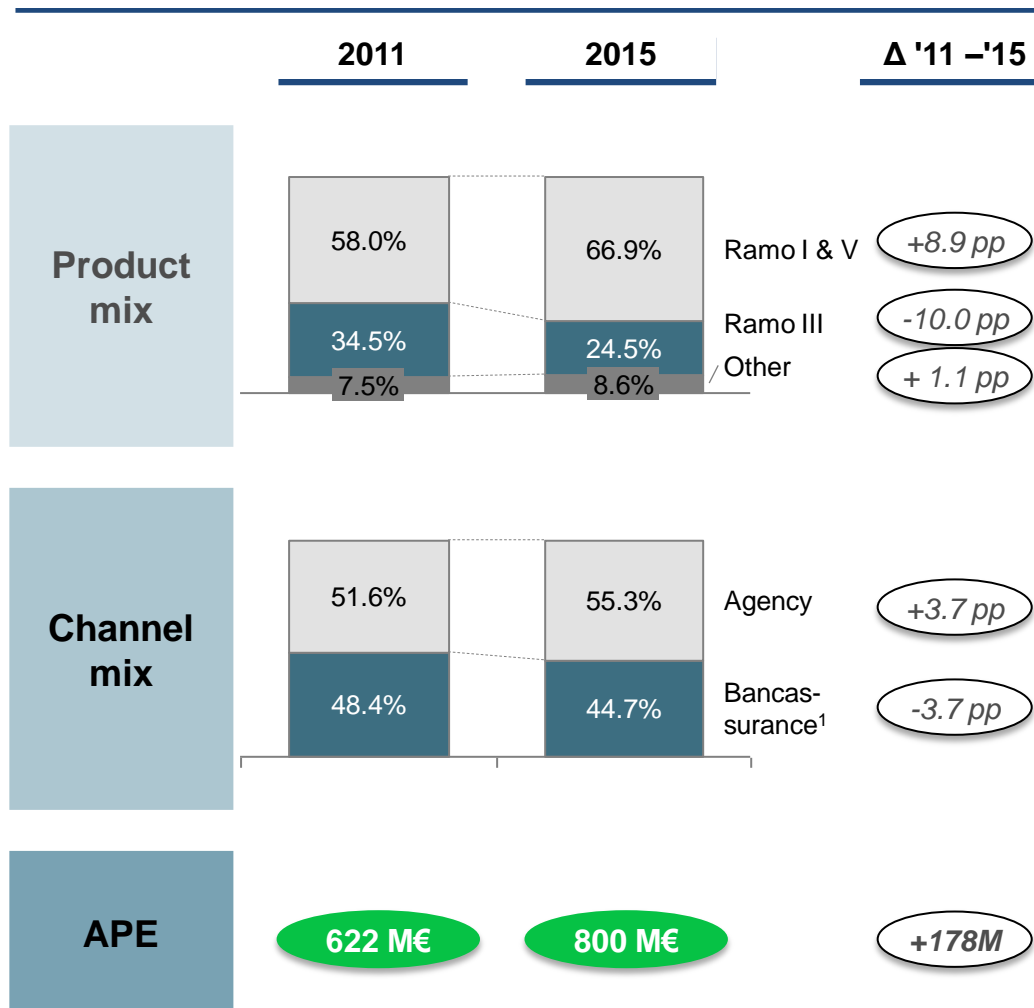 2011
2015
Δ '11 –'15
Product
mix
58.0%
66.9%
Ramo I & V
+8.9 pp
34.5%
24.5%
Ramo III
-10.0 pp
7.5%
8.6%
Other
+ 1.1 pp
Channel
mix
51.6%
55.3%
Agency
+3.7 pp
48.4%
44.7%
Bancas-
surance¹
-3.7 pp
APE
622 M€
800 M€
+178M